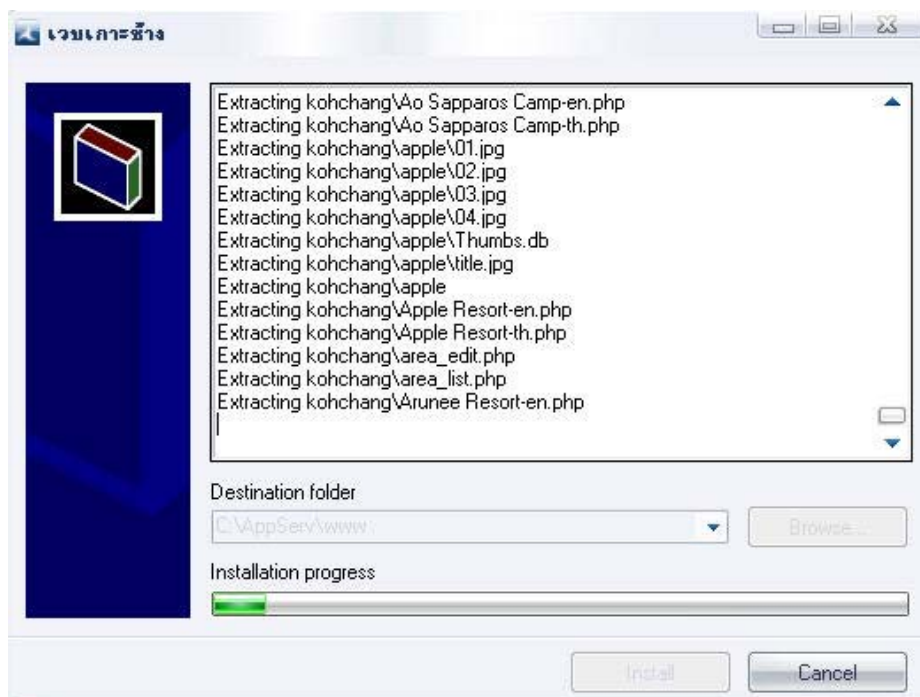 เวบเกาะช้าง
Extracting kohchang\Ao Sapparos Camp-en.php
Extracting kohchang\Ao Sapparos Camp-th.php
Extracting kohchang\apple\01.jpg
Extracting kohchang\apple\02.jpg
Extracting kohchang\apple\03.jpg
Extracting kohchang\apple\04.jpg
Extracting kohchang\apple\Thumbs.db
Extracting kohchang\apple\title.jpg
Extracting kohchang\apple
Extracting kohchang\Apple Resort-en.php
Extracting kohchang\Apple Resort-th.php
Extracting kohchang\area_edit.php
Extracting kohchang\area_list.php
Extracting kohchang\Arunee Resort-en.php
Destination folder
C:\AppServ\www
Browse...
Installation progress
Install
Cancel